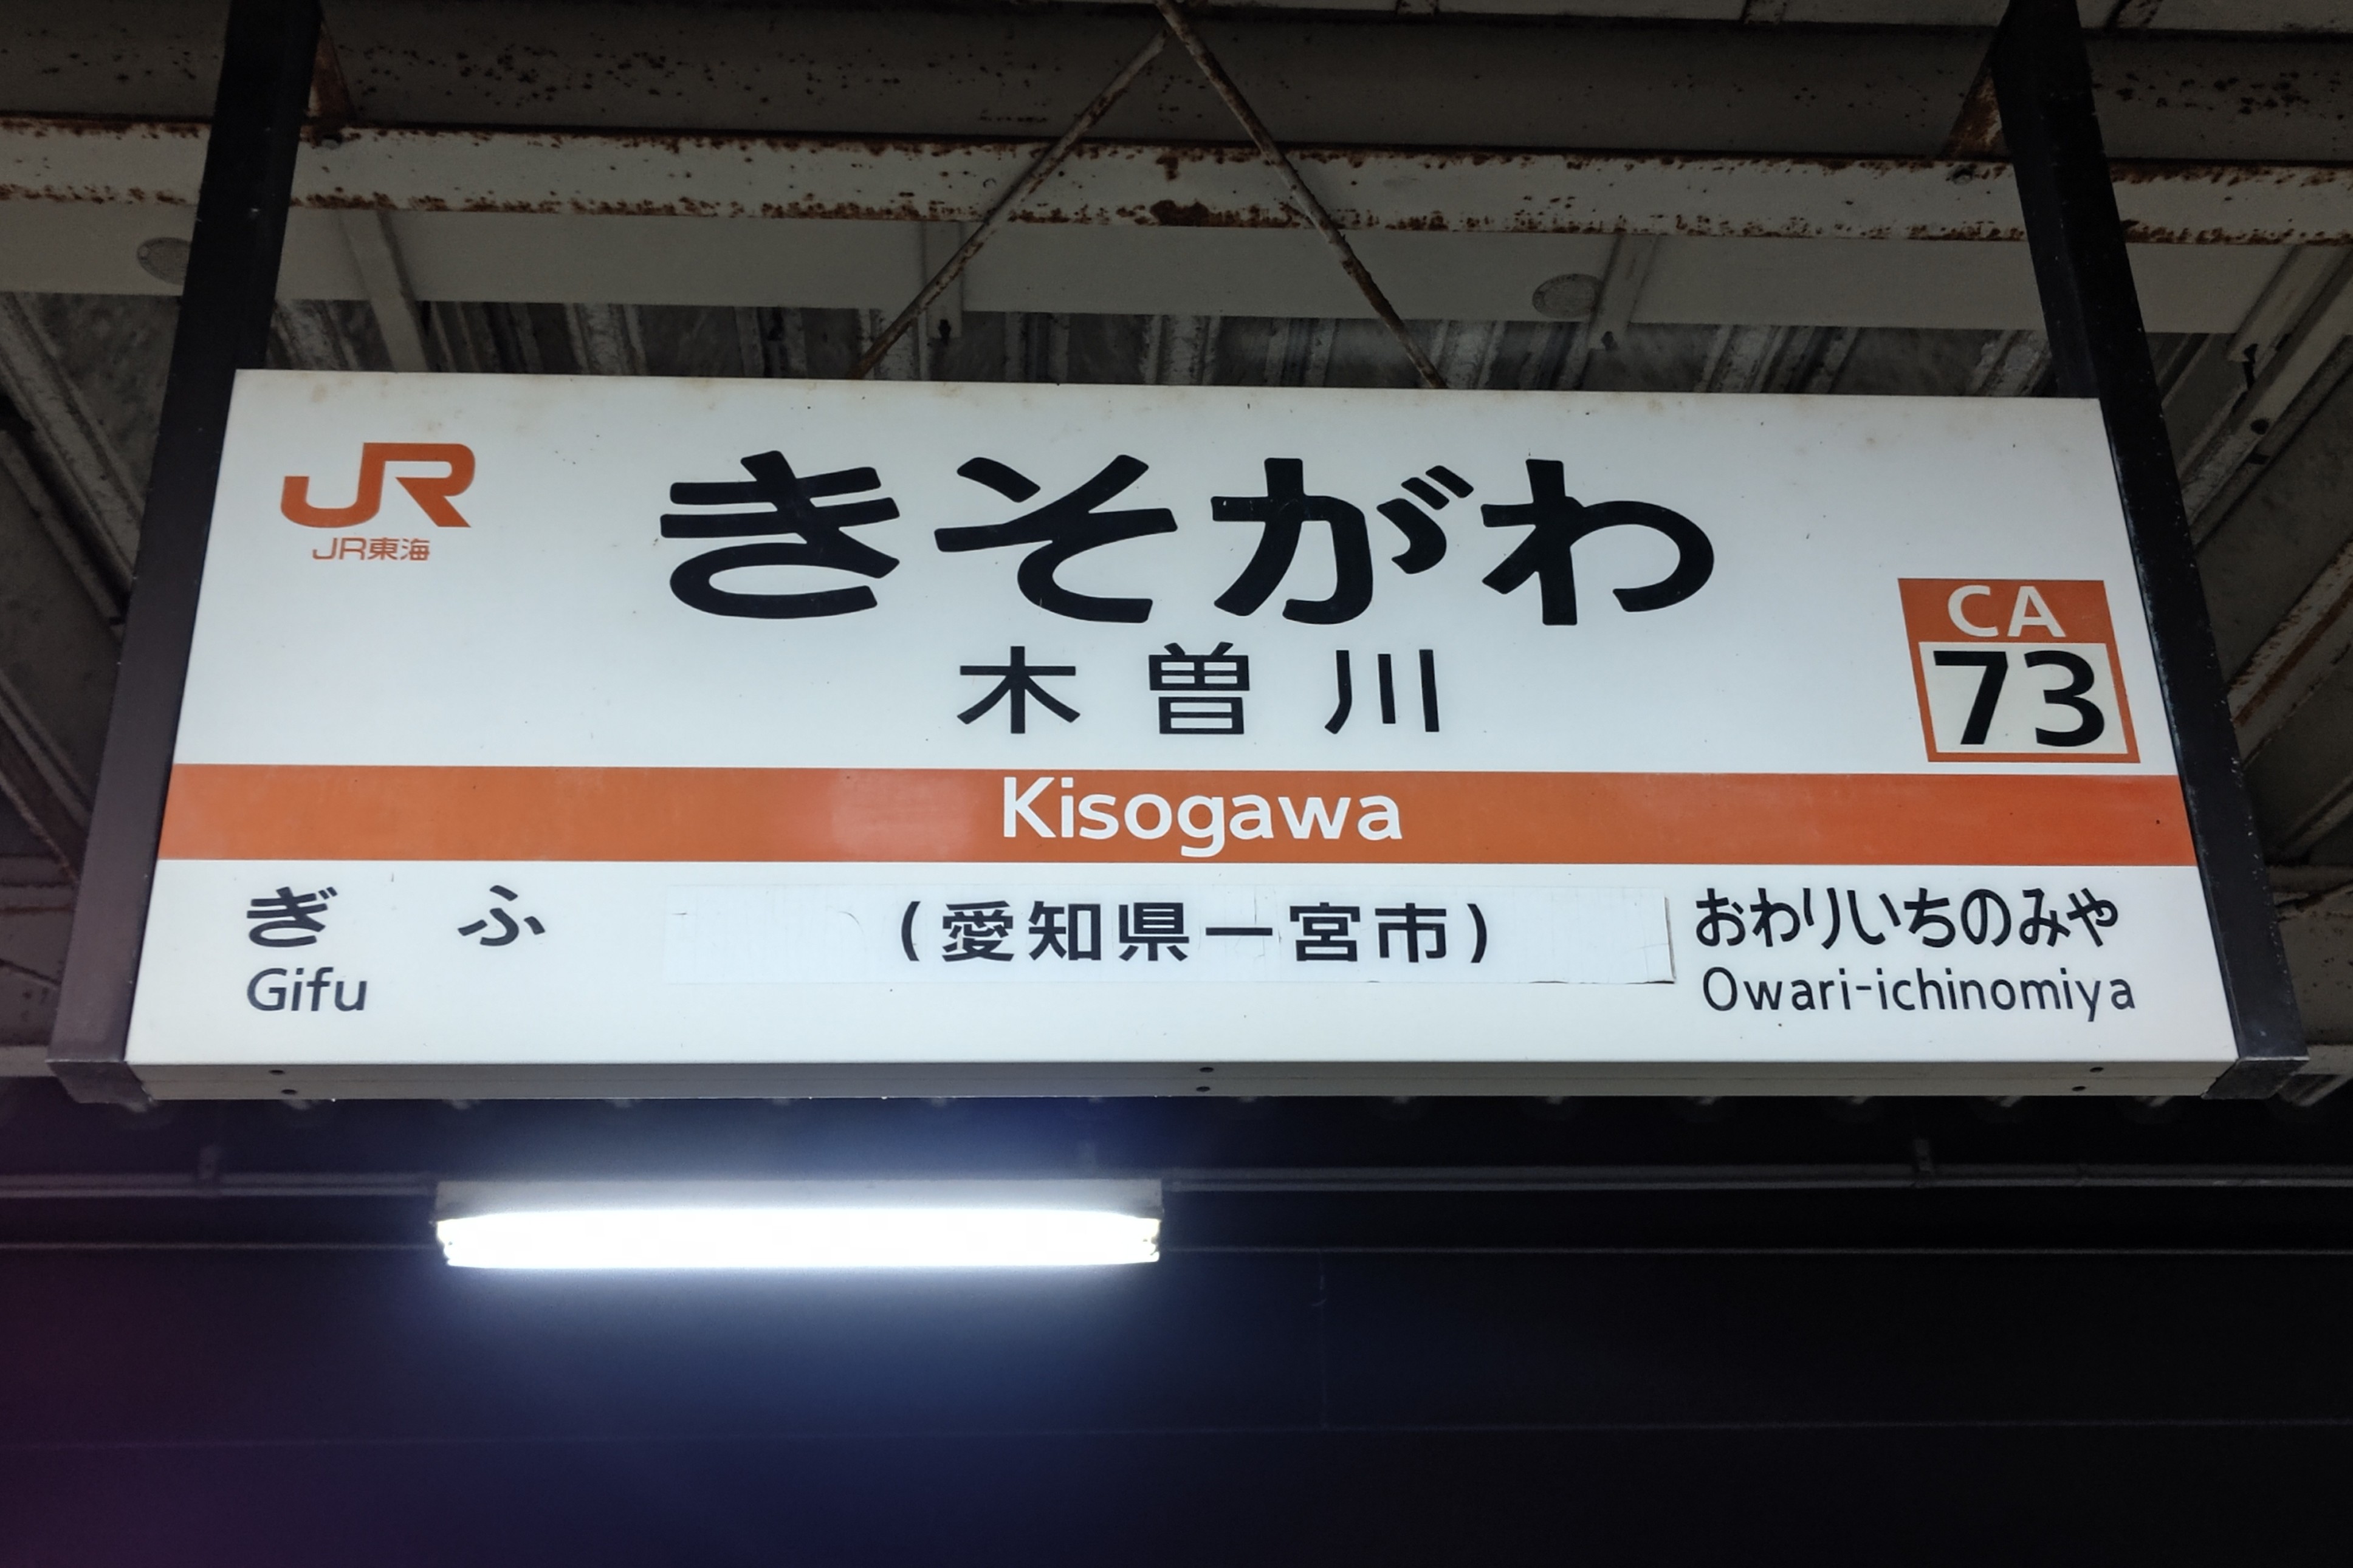 JR
JR東海
きそがわ
木曽川
CA
73
Kisogawa
ぎふ
Gifu
(愛知県一宮市)
おわりいちのみや
Owari-ichinomiya